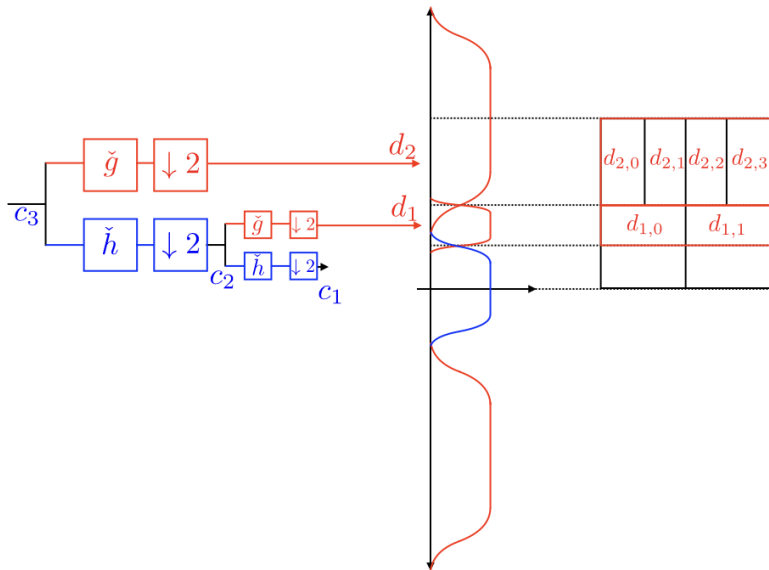 d₂
ǧ
↓ 2
d₂,₀ d₂,₁ d₂,₂ d₂,₃
c₃
d₁
ȟ
↓ 2
ǧ
↓ 2
d₁,₀ d₁,₁
c₂
ȟ
↓ 2
c₁